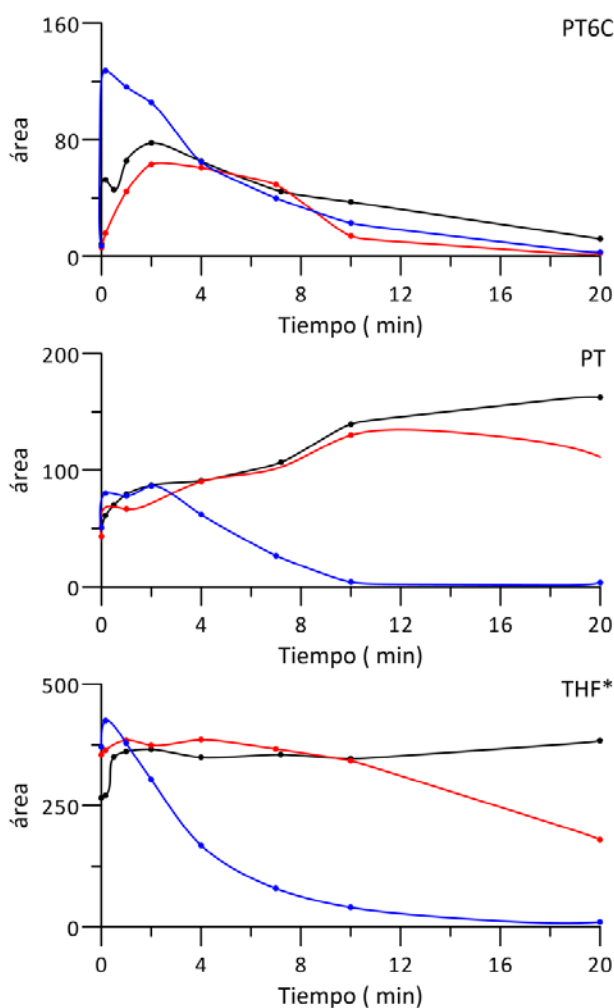 PT6C
160
80
0
área
0 4 8 12 16 20
Tiempo ( min)
PT
200
100
0
área
0 4 8 12 16 20
Tiempo ( min)
THF*
500
250
0
área
0 4 8 12 16 20
Tiempo ( min)